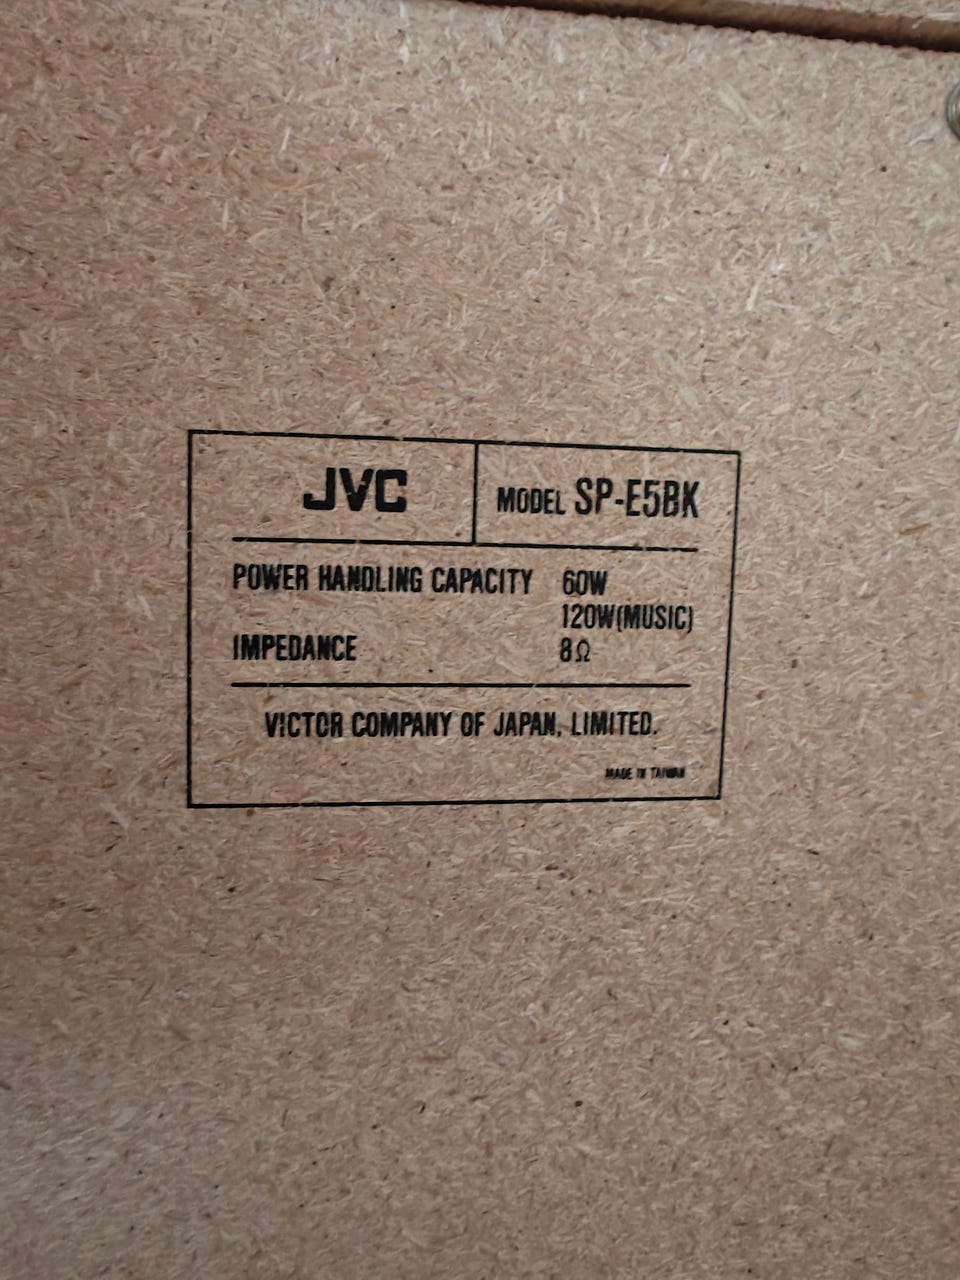 JVC
MODEL SP-E5BK
POWER HANDLING CAPACITY 60W
120W(MUSIC)
IMPEDANCE 8Ω
VICTOR COMPANY OF JAPAN, LIMITED.
MADE IN TAIWAN